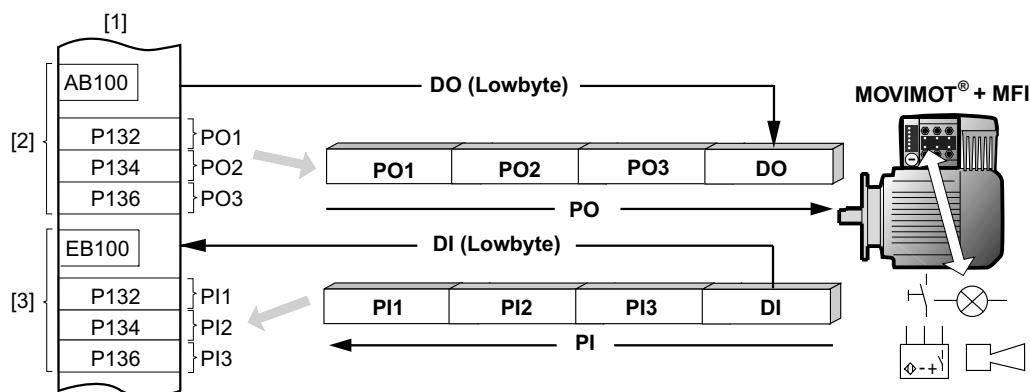 [1]
AB100
DO (Lowbyte)
MOVIMOT® + MFI
[2]
P132
PO1
P134
PO2
P136
PO3
PO1
PO2
PO3
DO
PO
EB100
DI (Lowbyte)
[3]
P132
PI1
P134
PI2
P136
PI3
PI1
PI2
PI3
DI
PI